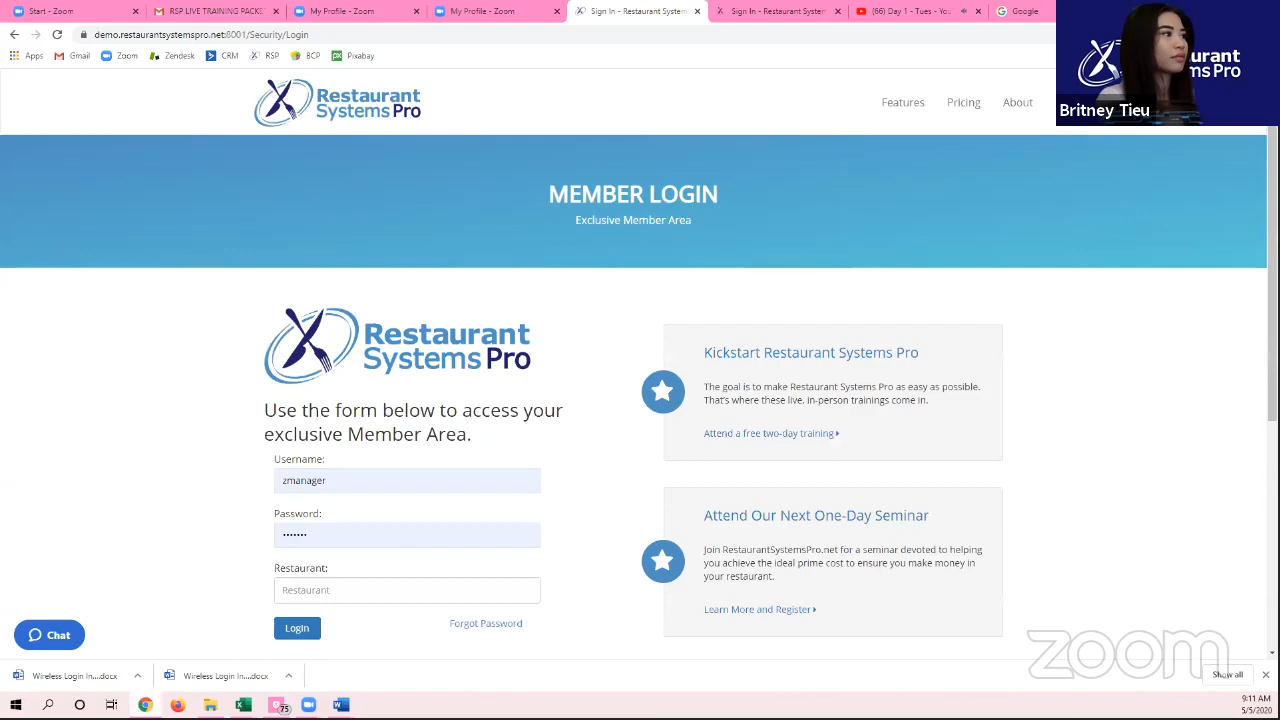 Start - Zoom
RSP LIVE TRAINING PACKE
My Profile - Zoom
My Profile - Zoom
Sign In - Restaurant System
Sign In - Restaurant System
(66) Day 1 - Tues - Yo
Google
demo.restaurantsystemspro.net:8001/Security/Login
Apps
Gmail
Zoom
Zendesk
CRM
RSP
BCP
Pixabay
Restaurant
Systems Pro
Features
Pricing
About
urant
ms Pro
Britney Tieu
MEMBER LOGIN
Exclusive Member Area
Restaurant
Systems Pro
Use the form below to access your
exclusive Member Area.
Username:
zmanager
Password:
•••••••
Restaurant:
Restaurant
Login
Forgot Password
Kickstart Restaurant Systems Pro
The goal is to make Restaurant Systems Pro as easy as possible.
That's where these live, in-person trainings come in.
Attend a free two-day training
Attend Our Next One-Day Seminar
Join RestaurantSystemsPro.net for a seminar devoted to helping
you achieve the ideal prime cost to ensure you make money in
your restaurant.
Learn More and Register
Chat
zoom
Wireless Login In....docx
Wireless Login In....docx
Show all
75
9:11 AM
5/5/2020